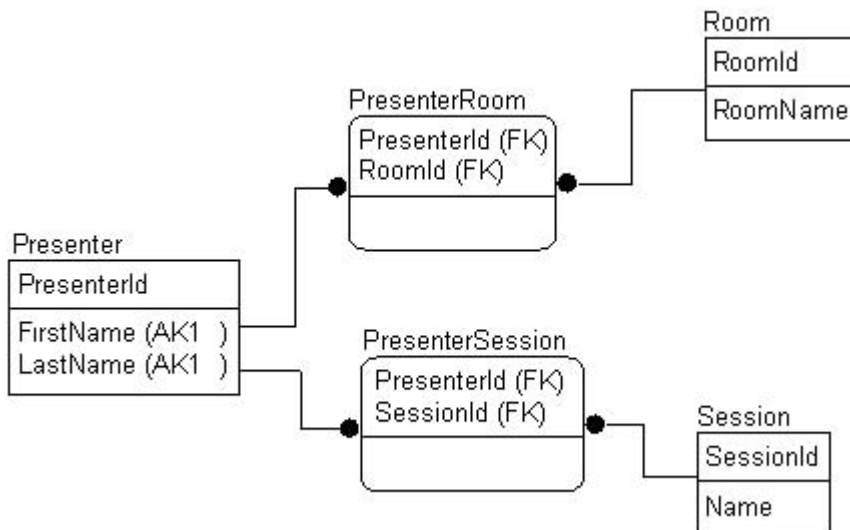 Room
RoomId
RoomName
PresenterRoom
PresenterId (FK)
RoomId (FK)
Presenter
PresenterId
FirstName (AK1 )
LastName (AK1 )
PresenterSession
PresenterId (FK)
SessionId (FK)
Session
SessionId
Name